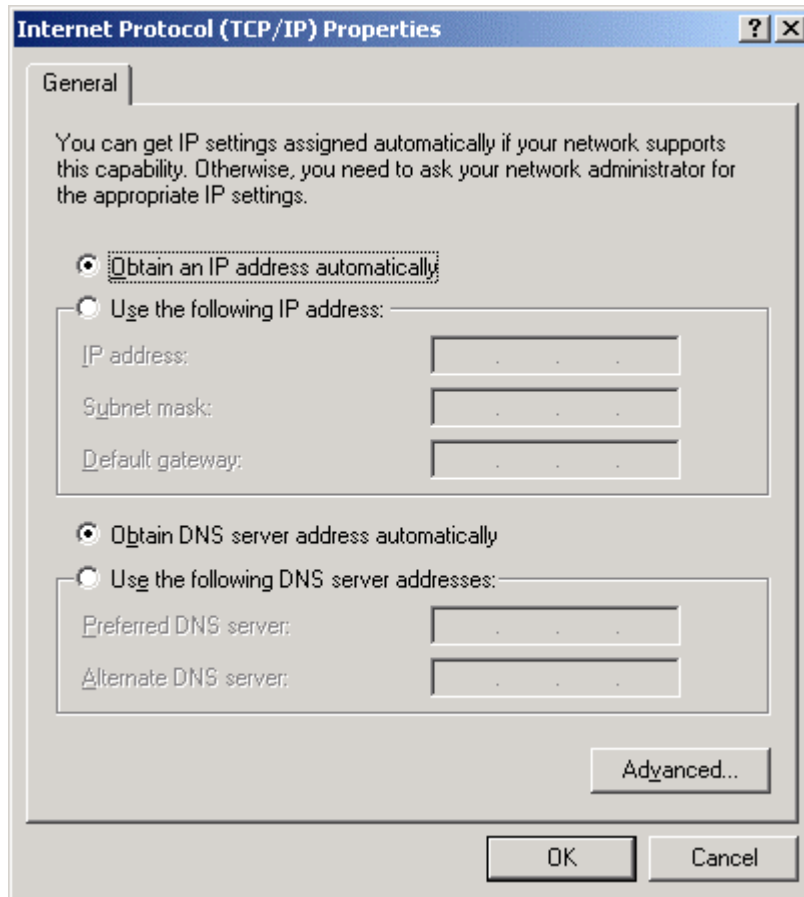 Internet Protocol (TCP/IP) Properties
General
You can get IP settings assigned automatically if your network supports
this capability. Otherwise, you need to ask your network administrator for
the appropriate IP settings.
Obtain an IP address automatically
Use the following IP address:
IP address:
Subnet mask:
Default gateway:
Obtain DNS server address automatically
Use the following DNS server addresses:
Preferred DNS server:
Alternate DNS server:
Advanced...
OK Cancel